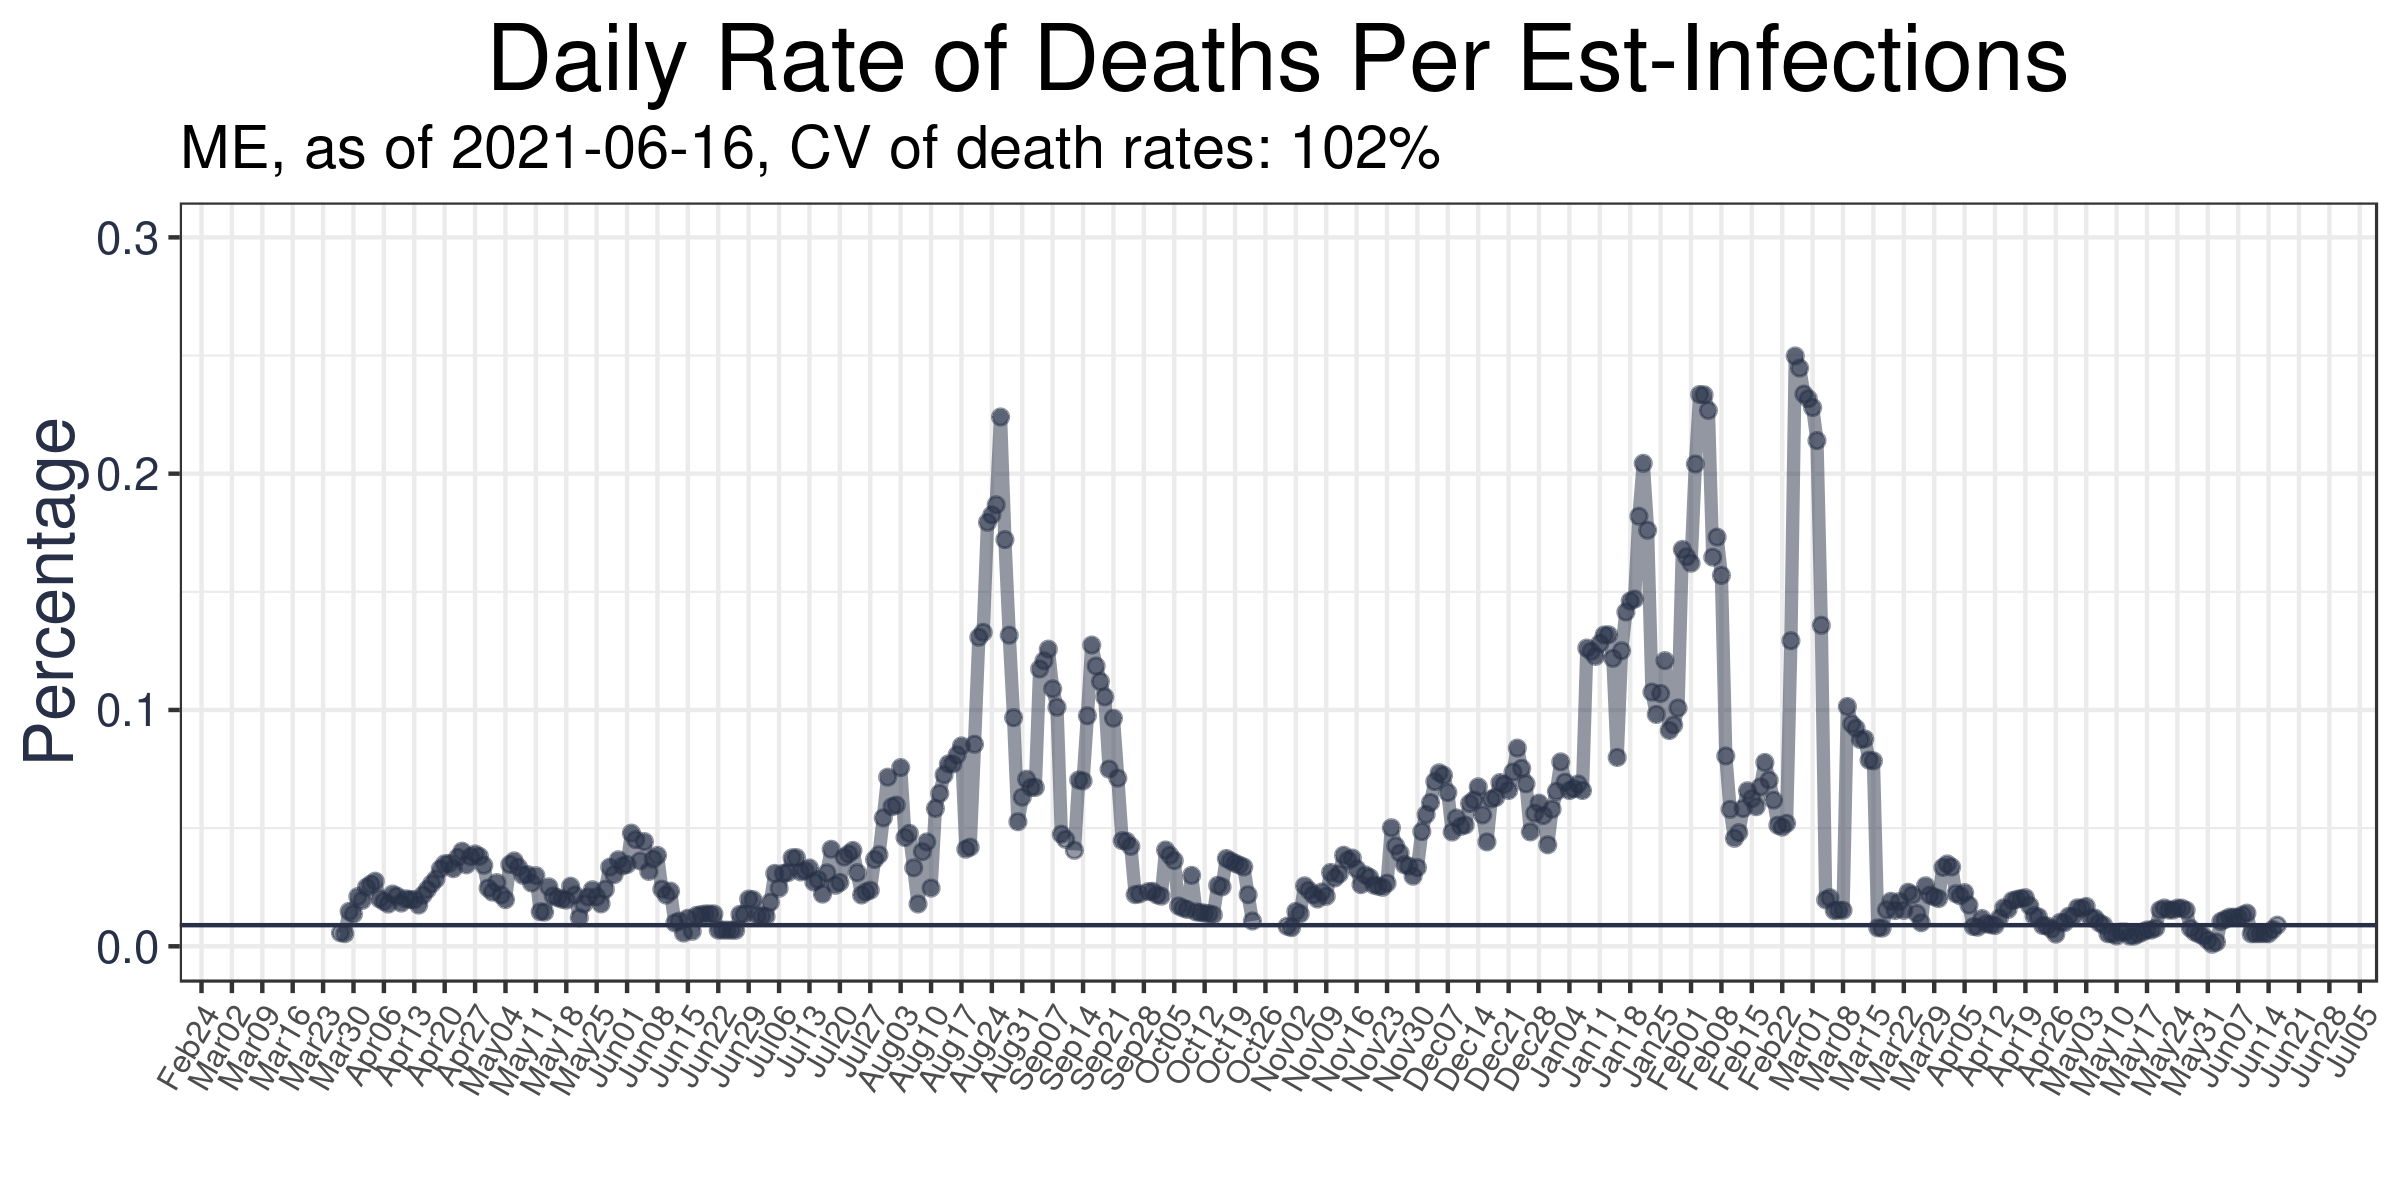 Daily Rate of Deaths Per Est-Infections
ME, as of 2021-06-16, CV of death rates: 102%
Percentage
0.3
0.2
0.1
0.0
Feb24
Mar02
Mar09
Mar16
Mar23
Mar30
Apr06
Apr13
Apr20
Apr27
May04
May11
May18
May25
Jun01
Jun08
Jun15
Jun22
Jun29
Jul06
Jul13
Jul20
Jul27
Aug03
Aug10
Aug17
Aug24
Aug31
Sep07
Sep14
Sep21
Sep28
Oct05
Oct12
Oct19
Oct26
Nov02
Nov09
Nov16
Nov23
Nov30
Dec07
Dec14
Dec21
Dec28
Jan04
Jan11
Jan18
Jan25
Feb01
Feb08
Feb15
Feb22
Mar01
Mar08
Mar15
Mar22
Mar29
Apr05
Apr12
Apr19
Apr26
May03
May10
May17
May24
May31
Jun07
Jun14
Jun21
Jun28
Jul05